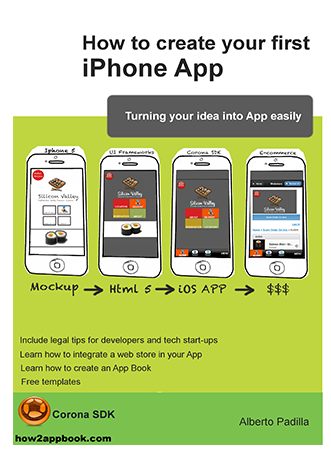 How to create your first
iPhone App
Turning your idea into App easily
Iphone 5
UI Frameworks
Corona SDK
E-commerce
Silicon Valley
Silicon Valley
Silicon Valley
Mockup → Html 5 → iOS APP → $$$
Include legal tips for developers and tech start-ups
Learn how to integrate a web store in your App
Learn how to create an App Book
Free templates
Corona SDK
Alberto Padilla
how2appbook.com